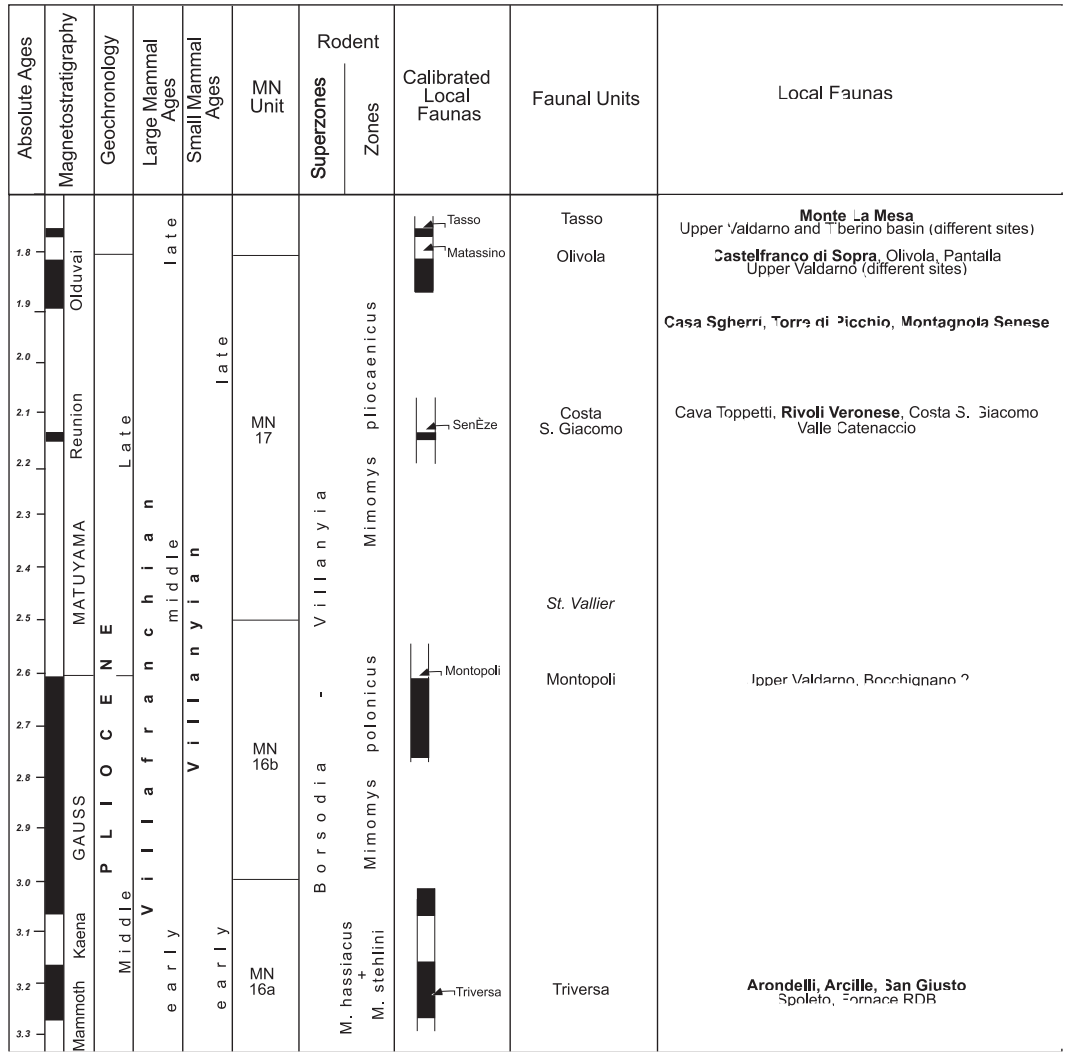 Absolute Ages
Magnetostratigraphy
Geochronology
Large Mammal
Ages
Small Mammal
Ages
MN
Unit
Rodent
Superzones
Zones
Calibrated
Local
Faunas
Faunal Units
Local Faunas
1.8
1.9
2.0
2.1
2.2
2.3
2.4
2.5
2.6
2.7
2.8
2.9
3.0
3.1
3.2
3.3
Olduvai
Reunion
MATUYAMA
GAUSS
Kaena
Mammoth
PLIOCENE
Late
Middle
Villafranchian
late
middle
early
Villanyian
late
early
MN
17
MN
16b
MN
16a
Borsodia - Villanyia
Mimomys pliocaenicus
Mimomys polonicus
M. hassiacus
+
M. stehlini
Tasso
Matassino
SenÈze
Montopoli
Triversa
Tasso
Olivola
Costa
S. Giacomo
St. Vallier
Montopoli
Triversa
Monte La Mesa
Upper Valdarno and Tiberino basin (different sites)
Castelfranco di Sopra, Olivola, Pantalla
Upper Valdarno (different sites)
Casa Sgherri, Torre di Picchio, Montagnola Senese
Cava Toppetti, Rivoli Veronese, Costa S. Giacomo
Valle Catenaccio
Upper Valdarno, Bocchignano ?
Arondelli, Arcille, San Giusto
Spoleto, Fornace RDB